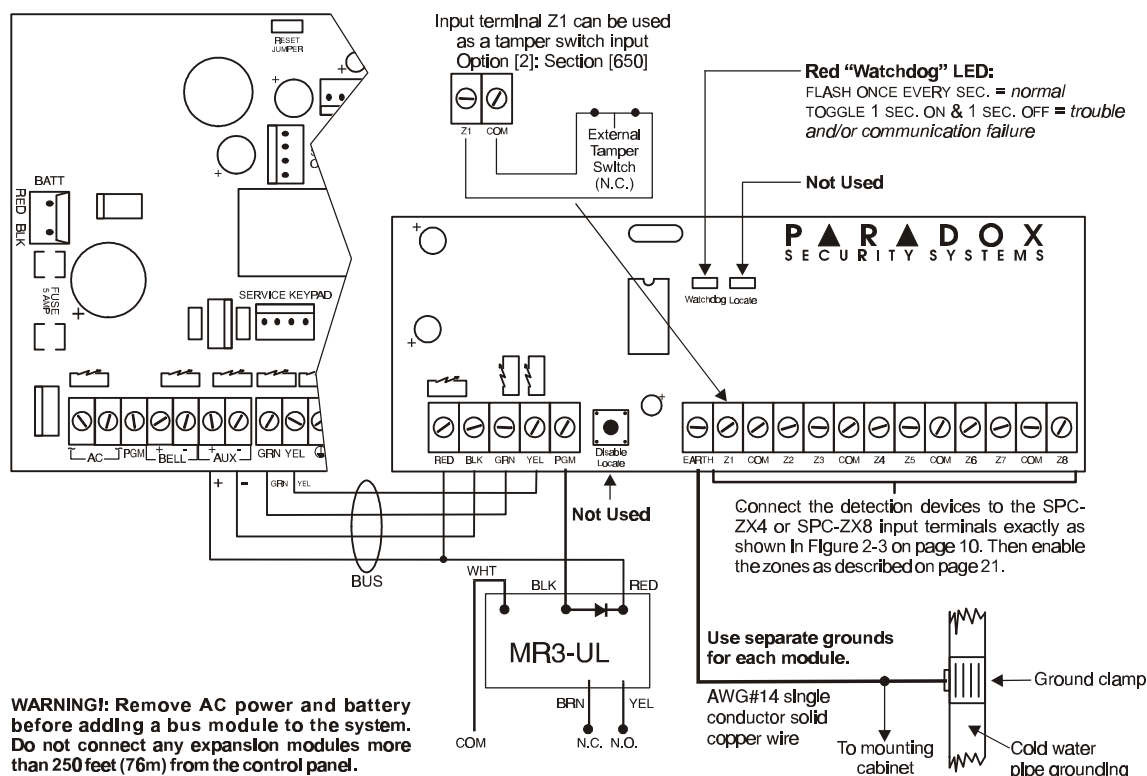 RESET
JUMPER
BATT
RED BLK
FUSE
5 AMP
SERVICE KEYPAD
AC PGM BELL AUX GRN YEL
+ - + -
GRN YEL
+ -
BUS
Input terminal Z1 can be used
as a tamper switch input
Option [2]: Section [650]
Z1 COM
External
Tamper
Switch
(N.C.)
Red “Watchdog” LED:
FLASH ONCE EVERY SEC. = normal
TOGGLE 1 SEC. ON & 1 SEC. OFF = trouble
and/or communication failure
Not Used
PARADOX
SECURITY SYSTEMS
Watchdog Locate
RED BLK GRN YEL PGM
Disable
Locate
EARTH Z1 COM Z2 Z3 COM Z4 Z5 COM Z6 Z7 COM Z8
Not Used
Connect the detection devices to the SPC-
ZX4 or SPC-ZX8 input terminals exactly as
shown in Figure 2-3 on page 10. Then enable
the zones as described on page 21.
WHT BLK RED
MR3-UL
BRN YEL
COM N.C. N.O.
Use separate grounds
for each module.
AWG#14 single
conductor solid
copper wire
To mounting
cabinet
Ground clamp
Cold water
pipe grounding
WARNING!: Remove AC power and battery
before adding a bus module to the system.
Do not connect any expansion modules more
than 250 feet (76m) from the control panel.